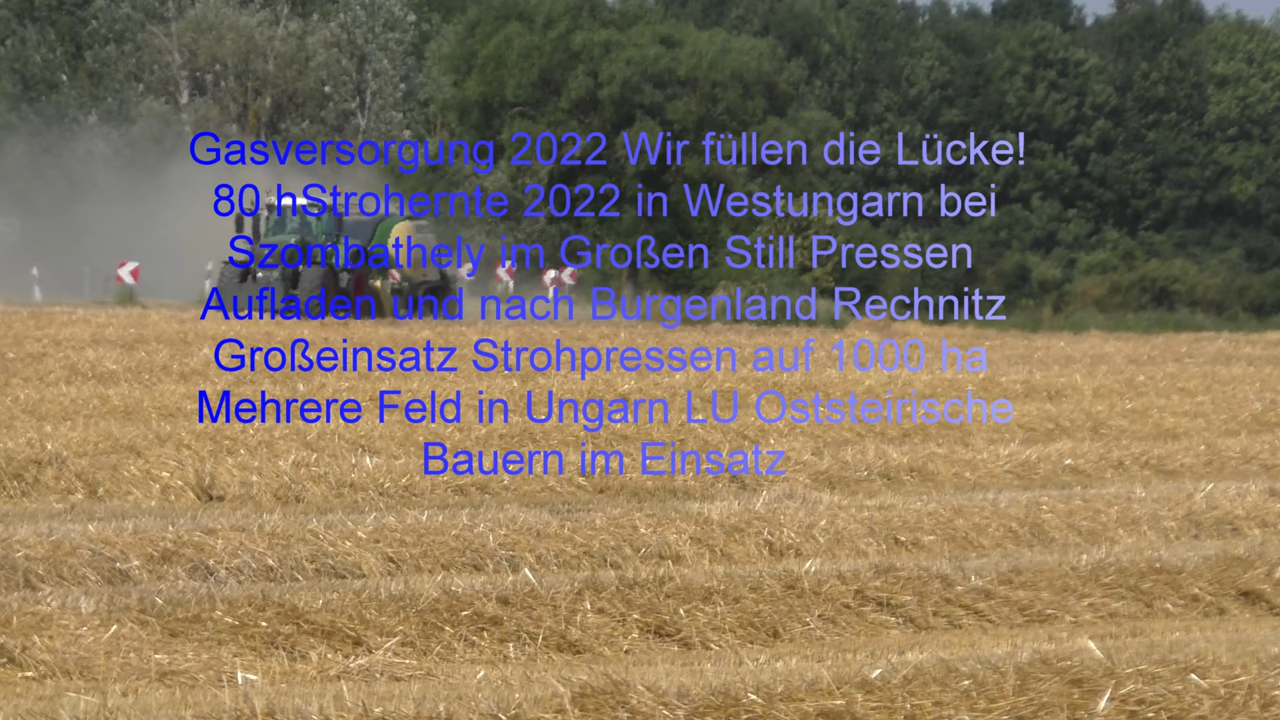 Gasversorgung 2022 Wir füllen die Lücke!
80 hStrohernte 2022 in Westungarn bei
Szombathely im Großen Still Pressen
Aufladen und nach Burgenland Rechnitz
Großeinsatz Strohpressen auf 1000 ha
Mehrere Feld in Ungarn LU Oststeirische
Bauern im Einsatz